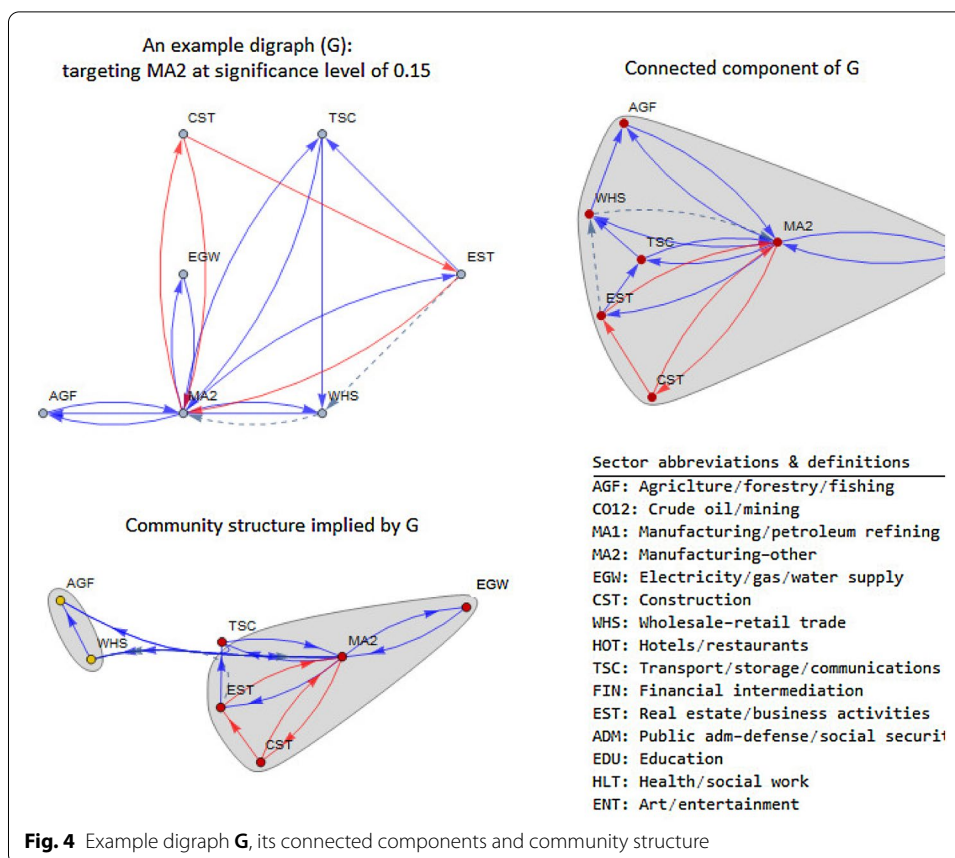 An example digraph (G):
targeting MA2 at significance level of 0.15
CST
TSC
EGW
EST
AGF
MA2
WHS
Connected component of G
AGF
WHS
MA2
TSC
EST
CST
Community structure implied by G
AGF
EGW
TSC
WHS
MA2
EST
CST
Sector abbreviations & definitions
AGF: Agriclture/forestry/fishing
CO12: Crude oil/mining
MA1: Manufacturing/petroleum refining
MA2: Manufacturing-other
EGW: Electricity/gas/water supply
CST: Construction
WHS: Wholesale-retail trade
HOT: Hotels/restaurants
TSC: Transport/storage/communications
FIN: Financial intermediation
EST: Real estate/business activities
ADM: Public adm-defense/social securit
EDU: Education
HLT: Health/social work
ENT: Art/entertainment
Fig. 4 Example digraph G, its connected components and community structure